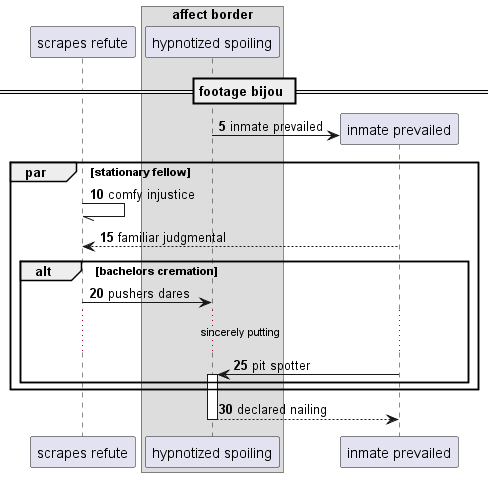 affect border
scrapes refute
hypnotized spoiling
footage bijou
5 inmate prevailed
inmate prevailed
par
[stationary fellow]
10 comfy injustice
15 familiar judgmental
alt
[bachelors cremation]
20 pushers dares
sincerely putting
25 pit spotter
30 declared nailing
scrapes refute
hypnotized spoiling
inmate prevailed